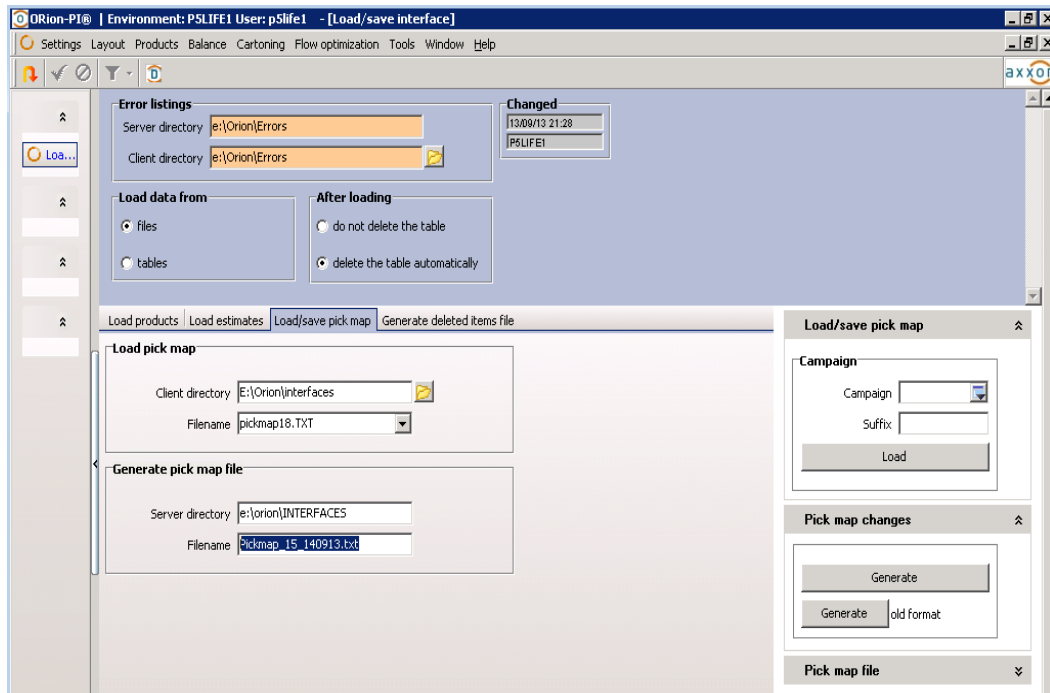 ORion-PI® | Environment: P5LIFE1 User: p5life1 - [Load/save interface]
Settings Layout Products Balance Cartoning Flow optimization Tools Window Help
axxon
Loa...
Error listings
Server directory e:\Orion\Errors
Client directory e:\Orion\Errors
Changed
13/09/13 21:28
P5LIFE1
Load data from
files
tables
After loading
do not delete the table
delete the table automatically
Load products Load estimates Load/save pick map Generate deleted items file
Load pick map
Client directory E:\Orion\interfaces
Filename pickmap18.TXT
Generate pick map file
Server directory e:\orion\INTERFACES
Filename Pickmap_15_140913.txt
Load/save pick map
Campaign
Campaign
Suffix
Load
Pick map changes
Generate
Generate old format
Pick map file